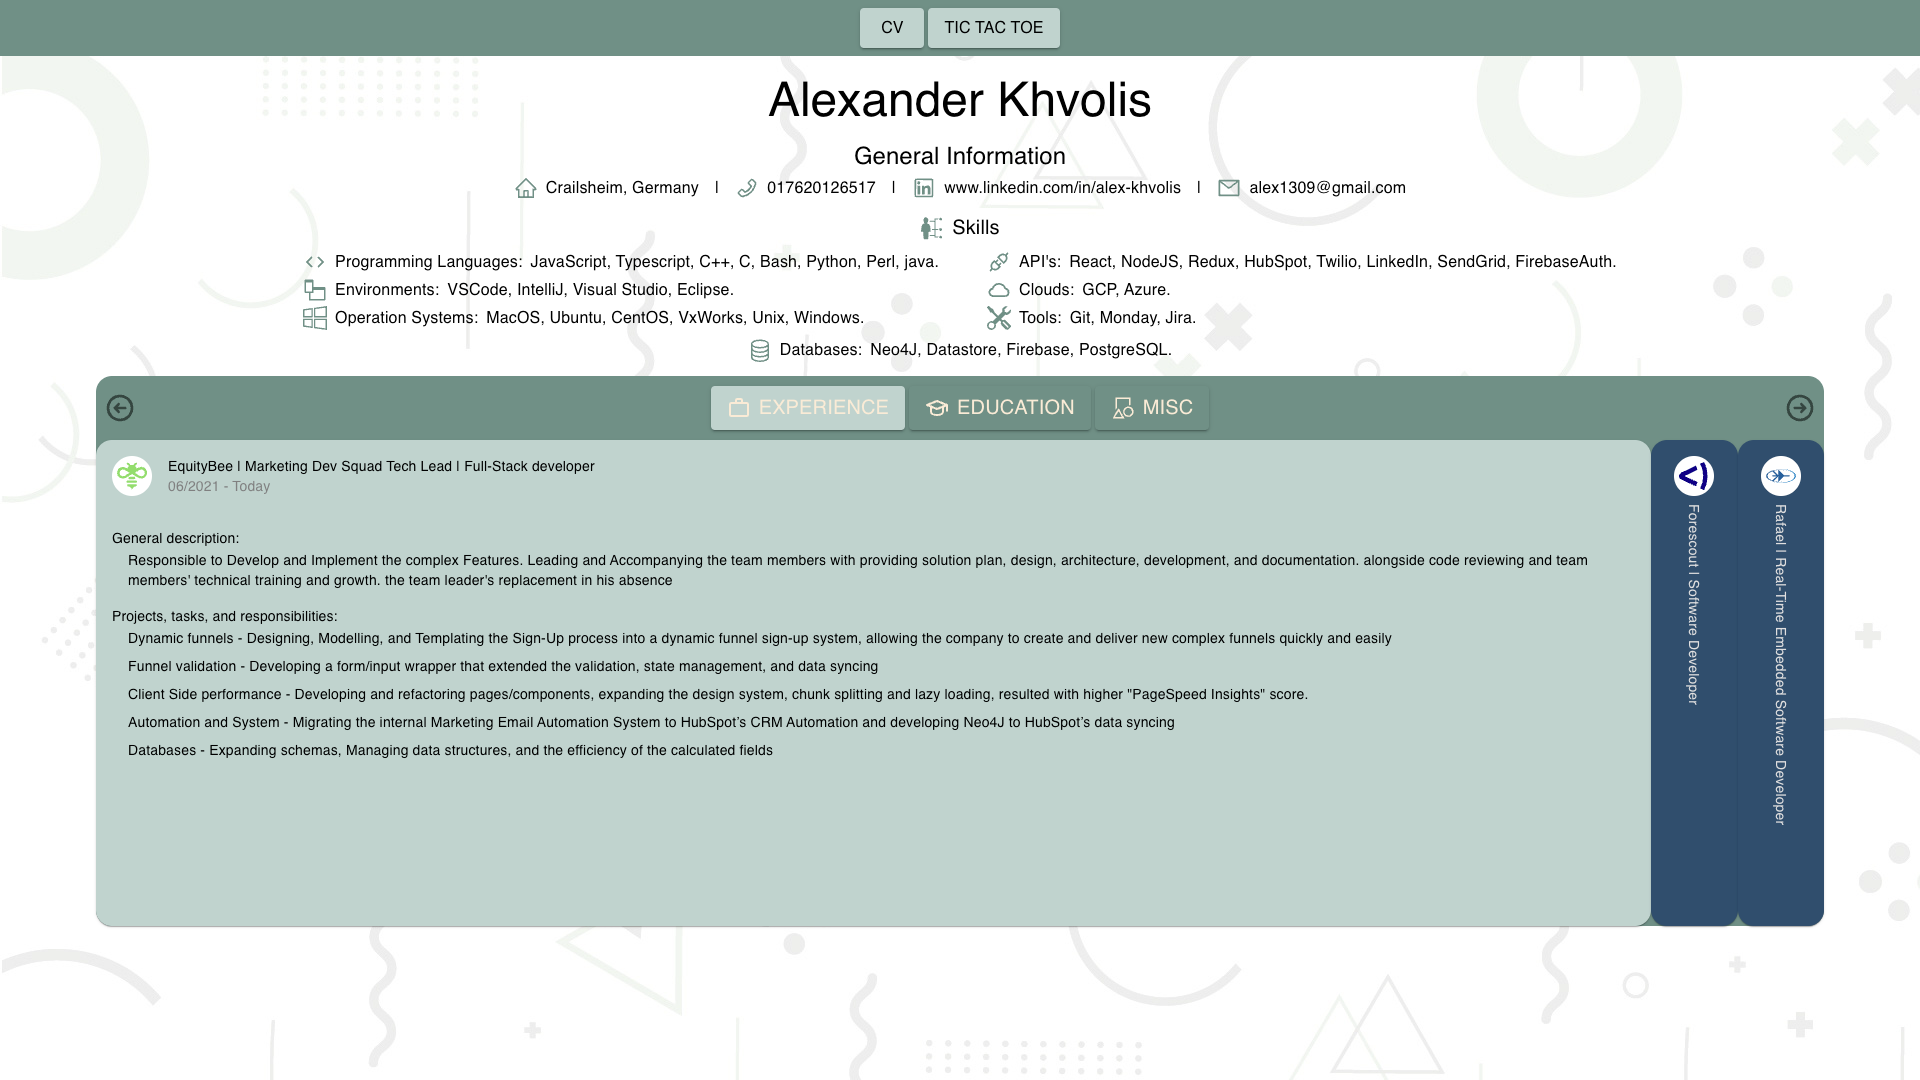 CV
TIC TAC TOE
Alexander Khvolis
General Information
Crailsheim, Germany | 017620126517 | www.linkedin.com/in/alex-khvolis | alex1309@gmail.com
Skills
Programming Languages: JavaScript, Typescript, C++, C, Bash, Python, Perl, java.
API's: React, NodeJS, Redux, HubSpot, Twilio, LinkedIn, SendGrid, FirebaseAuth.
Environments: VSCode, IntelliJ, Visual Studio, Eclipse.
Clouds: GCP, Azure.
Operation Systems: MacOS, Ubuntu, CentOS, VxWorks, Unix, Windows.
Tools: Git, Monday, Jira.
Databases: Neo4J, Datastore, Firebase, PostgreSQL.
EXPERIENCE
EDUCATION
MISC
EquityBee | Marketing Dev Squad Tech Lead | Full-Stack developer
06/2021 - Today
General description:
Responsible to Develop and Implement the complex Features. Leading and Accompanying the team members with providing solution plan, design, architecture, development, and documentation. alongside code reviewing and team
members' technical training and growth. the team leader's replacement in his absence
Projects, tasks, and responsibilities:
Dynamic funnels - Designing, Modelling, and Templating the Sign-Up process into a dynamic funnel sign-up system, allowing the company to create and deliver new complex funnels quickly and easily
Funnel validation - Developing a form/input wrapper that extended the validation, state management, and data syncing
Client Side performance - Developing and refactoring pages/components, expanding the design system, chunk splitting and lazy loading, resulted with higher "PageSpeed Insights" score.
Automation and System - Migrating the internal Marketing Email Automation System to HubSpot’s CRM Automation and developing Neo4J to HubSpot’s data syncing
Databases - Expanding schemas, Managing data structures, and the efficiency of the calculated fields
Forescout | Software Developer
Rafael | Real-Time Embedded Software Developer